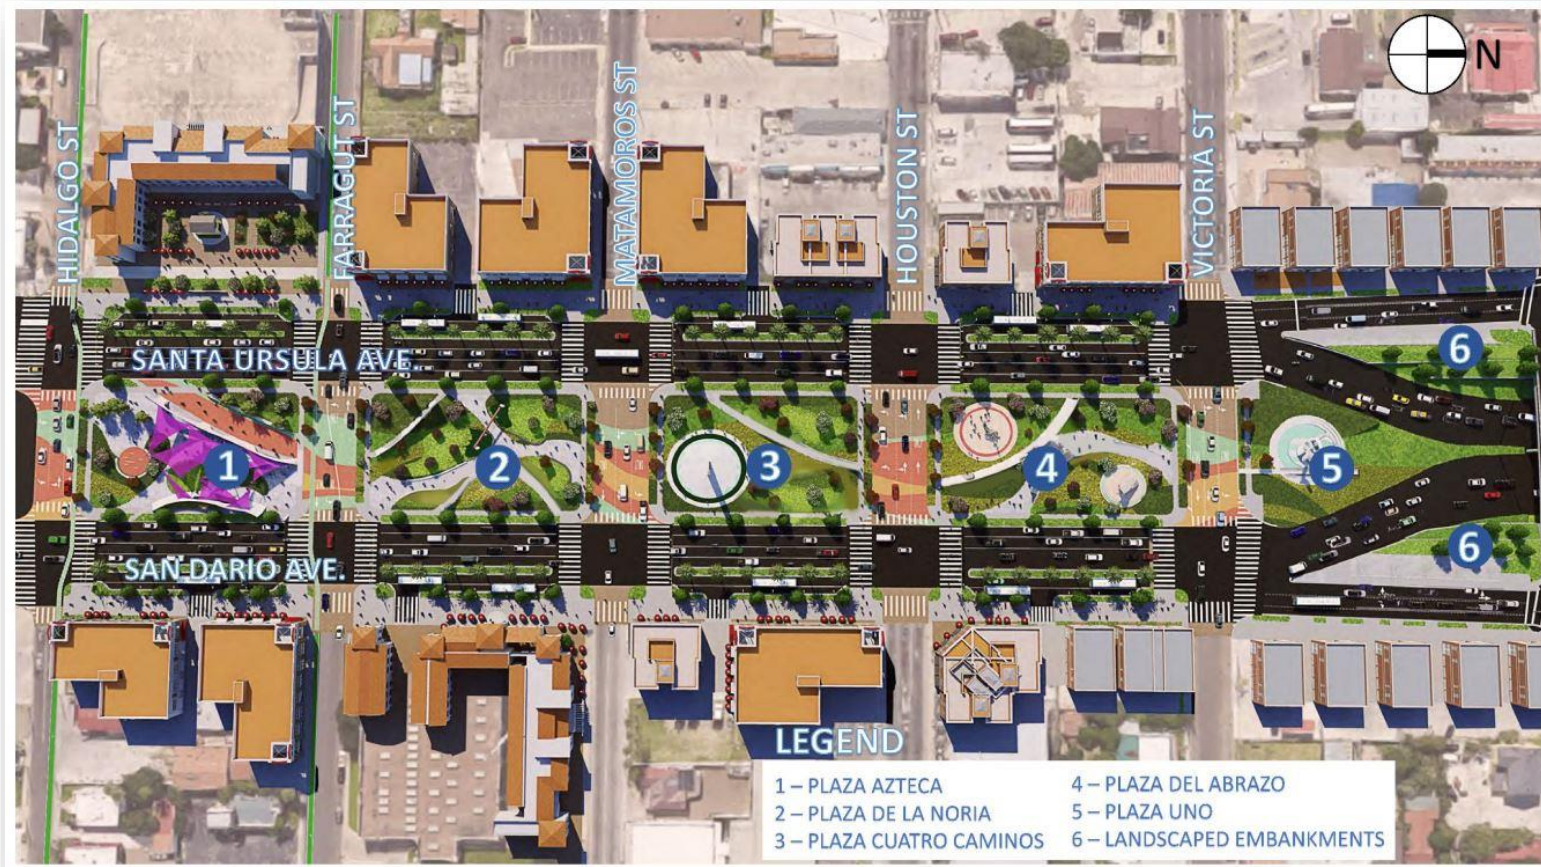 N
HIDALGO ST
FARRAGUT ST
MATAMOROS ST
HOUSTON ST
VICTORIA ST
SANTA URSULA AVE.
6
1
2
3
4
5
SAN DARIO AVE.
6
LEGEND
1 – PLAZA AZTECA
2 – PLAZA DE LA NORIA
3 – PLAZA CUATRO CAMINOS
4 – PLAZA DEL ABRAZO
5 – PLAZA UNO
6 – LANDSCAPED EMBANKMENTS